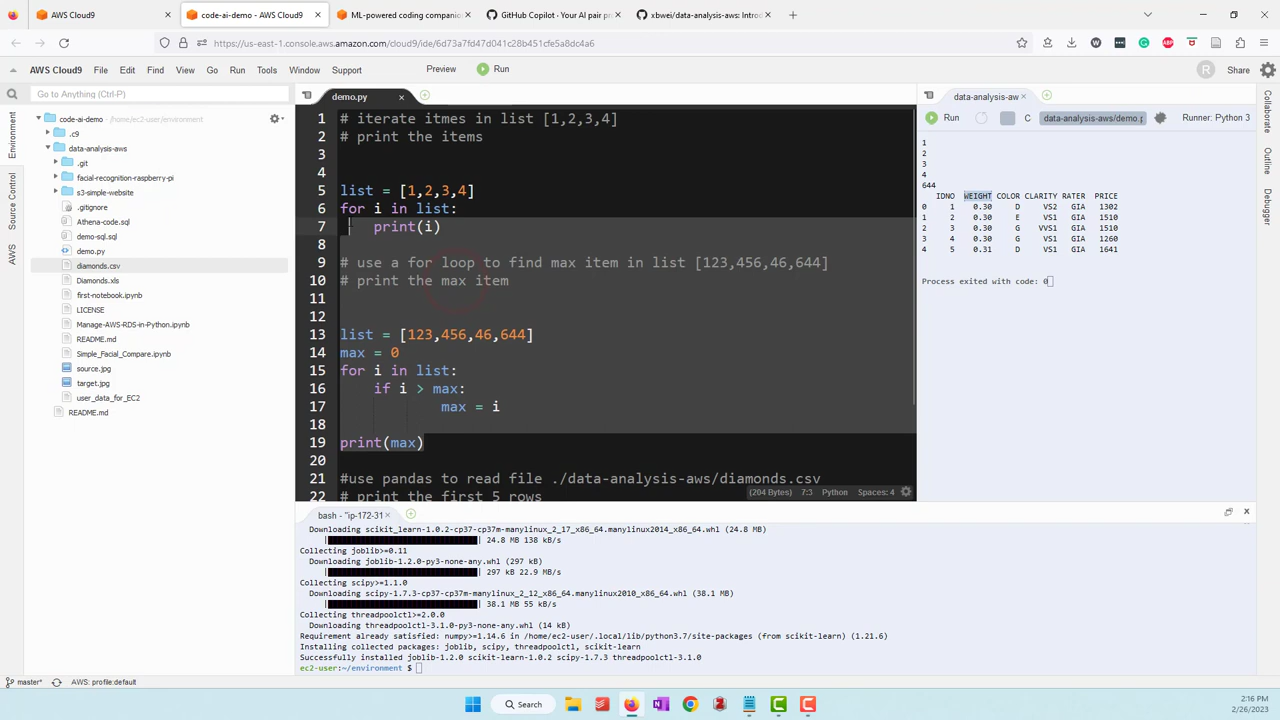 AWS Cloud9
code-ai-demo - AWS Cloud9
ML-powered coding companio
GitHub Copilot · Your AI pair pr
xbwei/data-analysis-aws: Introd
https://us-east-1.console.aws.amazon.com/cloud9/ide/6d73a7fd47d041c28b451cfe5a8dc4a6
AWS Cloud9 File Edit Find View Go Run Tools Window Support Preview Run
R Share
Go to Anything (Ctrl-P)
demo.py
data-analysis-aw
Environment
Source Control
AWS
Collaborate
Outline
Debugger
code-ai-demo /home/ec2-user/environment
.c9
data-analysis-aws
.git
facial-recognition-raspberry-pi
s3-simple-website
.gitignore
Athena-code.sql
demo-sql.sql
demo.py
diamonds.csv
Diamonds.xls
first-notebook.ipynb
LICENSE
Manage-AWS-RDS-in-Python.ipynb
README.md
Simple_Facial_Compare.ipynb
source.jpg
target.jpg
user_data_for_EC2
README.md
1 # iterate itmes in list [1,2,3,4]
2 # print the items
3
4
5 list = [1,2,3,4]
6 for i in list:
7 print(i)
8
9 # use a for loop to find max item in list [123,456,46,644]
10 # print the max item
11
12
13 list = [123,456,46,644]
14 max = 0
15 for i in list:
16 if i > max:
17 max = i
18
19 print(max)
20
21 #use pandas to read file ./data-analysis-aws/diamonds.csv
22 # print the first 5 rows
(204 Bytes) 7:3 Python Spaces: 4
Run C data-analysis-aws/demo.p Runner: Python 3
1
2
3
4
644
IDNO WEIGHT COLOR CLARITY RATER PRICE
0 1 0.30 D VS2 GIA 1302
1 2 0.30 E VS1 GIA 1510
2 3 0.30 G VVS1 GIA 1510
3 4 0.30 G VS1 GIA 1260
4 5 0.31 D VS1 GIA 1641
Process exited with code: 0
bash - "ip-172-31
Downloading scikit_learn-1.0.2-cp37-cp37m-manylinux_2_17_x86_64.manylinux2014_x86_64.whl (24.8 MB)
24.8 MB 138 kB/s
Collecting joblib>=0.11
Downloading joblib-1.2.0-py3-none-any.whl (297 kB)
297 kB 22.9 MB/s
Collecting scipy>=1.1.0
Downloading scipy-1.7.3-cp37-cp37m-manylinux_2_12_x86_64.manylinux2010_x86_64.whl (38.1 MB)
38.1 MB 55 kB/s
Collecting threadpoolctl>=2.0.0
Downloading threadpoolctl-3.1.0-py3-none-any.whl (14 kB)
Requirement already satisfied: numpy>=1.14.6 in /home/ec2-user/.local/lib/python3.7/site-packages (from scikit-learn) (1.21.6)
Installing collected packages: joblib, scipy, threadpoolctl, scikit-learn
Successfully installed joblib-1.2.0 scikit-learn-1.0.2 scipy-1.7.3 threadpoolctl-3.1.0
ec2-user:~/environment $
master* AWS: profile:default
Search
2:16 PM
2/26/2023